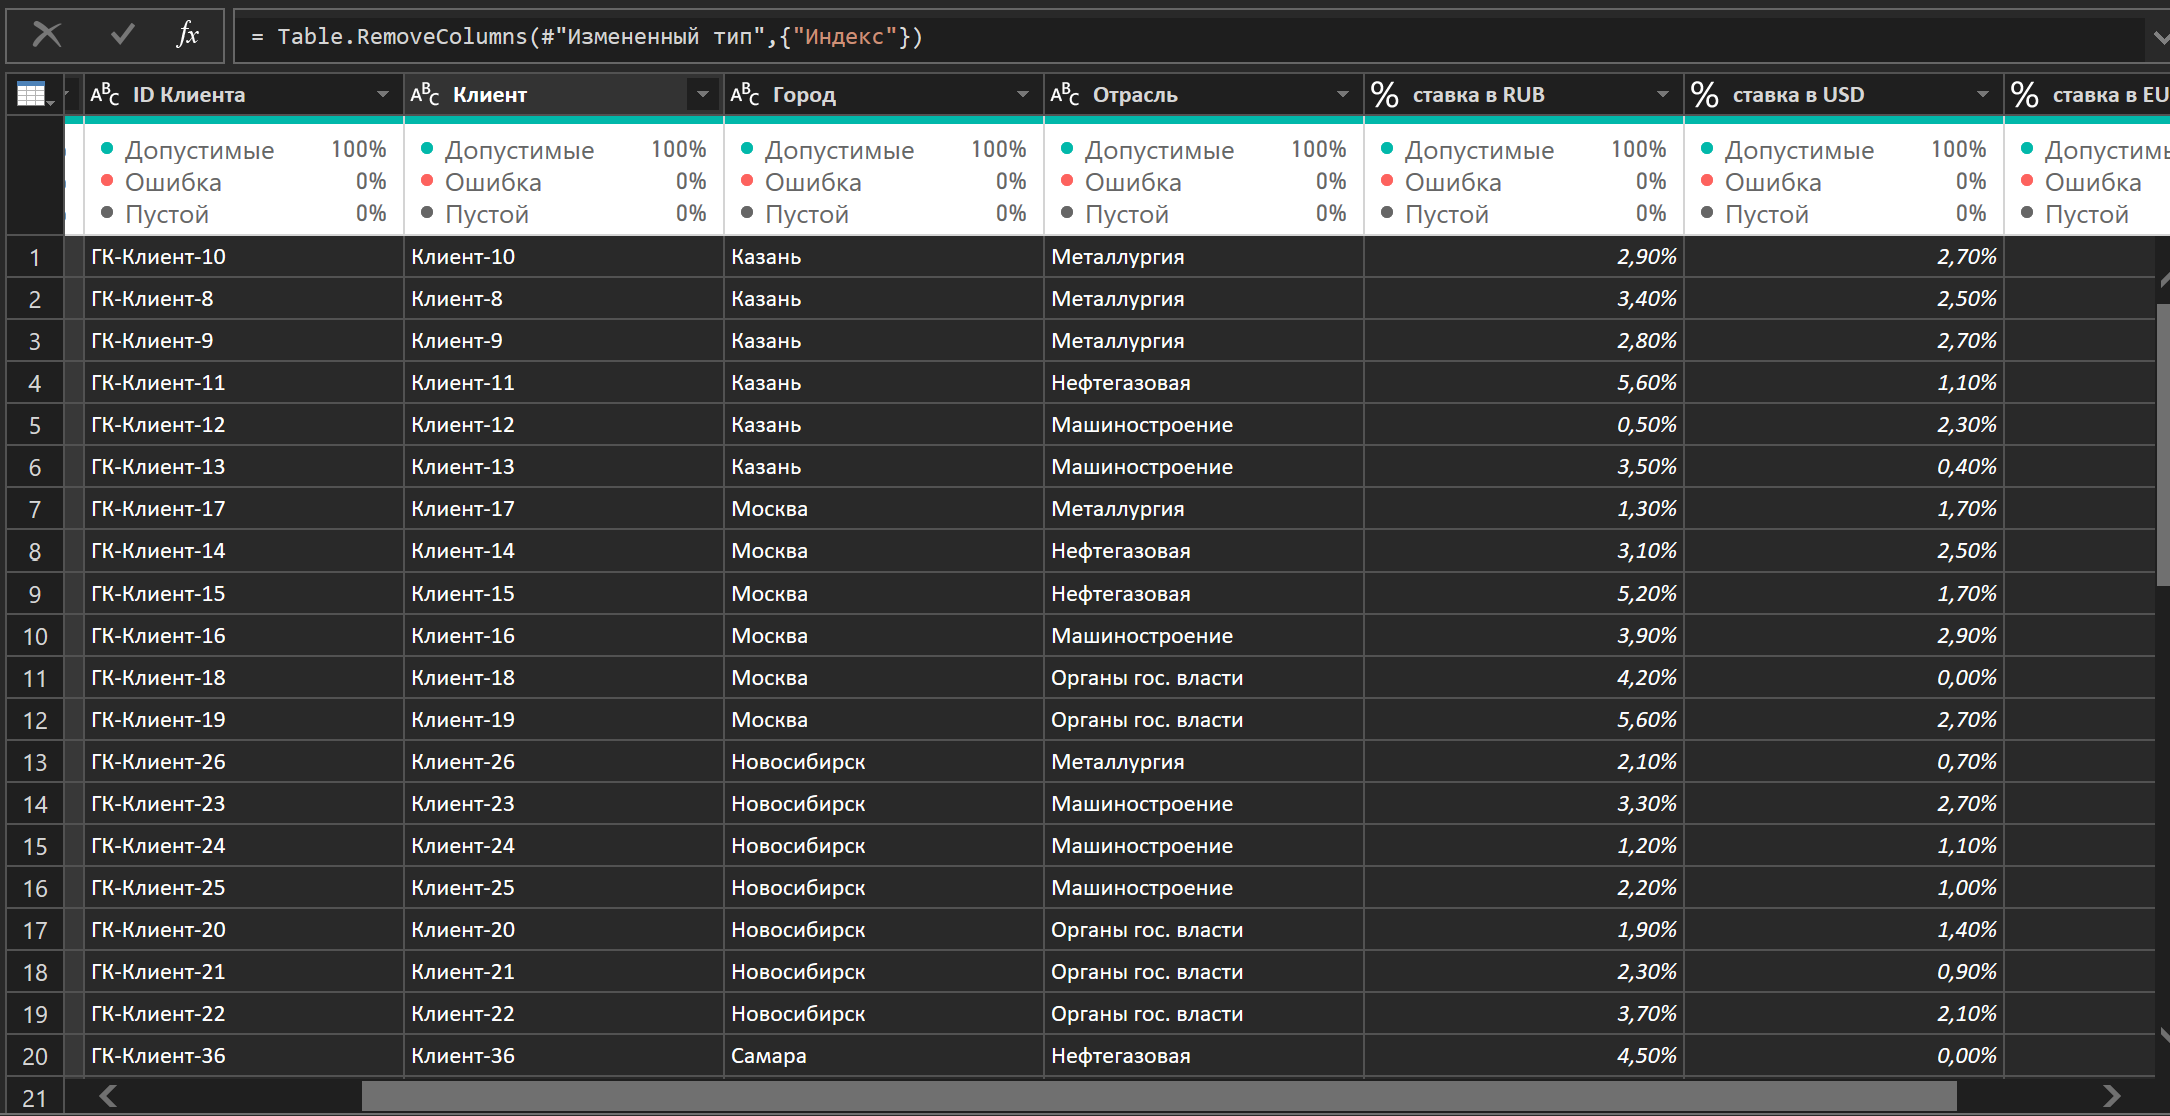 fx = Table.RemoveColumns(#"Измененный тип",{"Индекс"})
ABC ID Клиента ABC Клиент ABC Город ABC Отрасль % ставка в RUB % ставка в USD % ставка в EU
Допустимые 100% Допустимые 100% Допустимые 100% Допустимые 100% Допустимые 100% Допустимые 100% Допустимы
Ошибка 0% Ошибка 0% Ошибка 0% Ошибка 0% Ошибка 0% Ошибка 0% Ошибка
Пустой 0% Пустой 0% Пустой 0% Пустой 0% Пустой 0% Пустой 0% Пустой
1 ГК-Клиент-10 Клиент-10 Казань Металлургия 2,90% 2,70%
2 ГК-Клиент-8 Клиент-8 Казань Металлургия 3,40% 2,50%
3 ГК-Клиент-9 Клиент-9 Казань Металлургия 2,80% 2,70%
4 ГК-Клиент-11 Клиент-11 Казань Нефтегазовая 5,60% 1,10%
5 ГК-Клиент-12 Клиент-12 Казань Машиностроение 0,50% 2,30%
6 ГК-Клиент-13 Клиент-13 Казань Машиностроение 3,50% 0,40%
7 ГК-Клиент-17 Клиент-17 Москва Металлургия 1,30% 1,70%
8 ГК-Клиент-14 Клиент-14 Москва Нефтегазовая 3,10% 2,50%
9 ГК-Клиент-15 Клиент-15 Москва Нефтегазовая 5,20% 1,70%
10 ГК-Клиент-16 Клиент-16 Москва Машиностроение 3,90% 2,90%
11 ГК-Клиент-18 Клиент-18 Москва Органы гос. власти 4,20% 0,00%
12 ГК-Клиент-19 Клиент-19 Москва Органы гос. власти 5,60% 2,70%
13 ГК-Клиент-26 Клиент-26 Новосибирск Металлургия 2,10% 0,70%
14 ГК-Клиент-23 Клиент-23 Новосибирск Машиностроение 3,30% 2,70%
15 ГК-Клиент-24 Клиент-24 Новосибирск Машиностроение 1,20% 1,10%
16 ГК-Клиент-25 Клиент-25 Новосибирск Машиностроение 2,20% 1,00%
17 ГК-Клиент-20 Клиент-20 Новосибирск Органы гос. власти 1,90% 1,40%
18 ГК-Клиент-21 Клиент-21 Новосибирск Органы гос. власти 2,30% 0,90%
19 ГК-Клиент-22 Клиент-22 Новосибирск Органы гос. власти 3,70% 2,10%
20 ГК-Клиент-36 Клиент-36 Самара Нефтегазовая 4,50% 0,00%
21